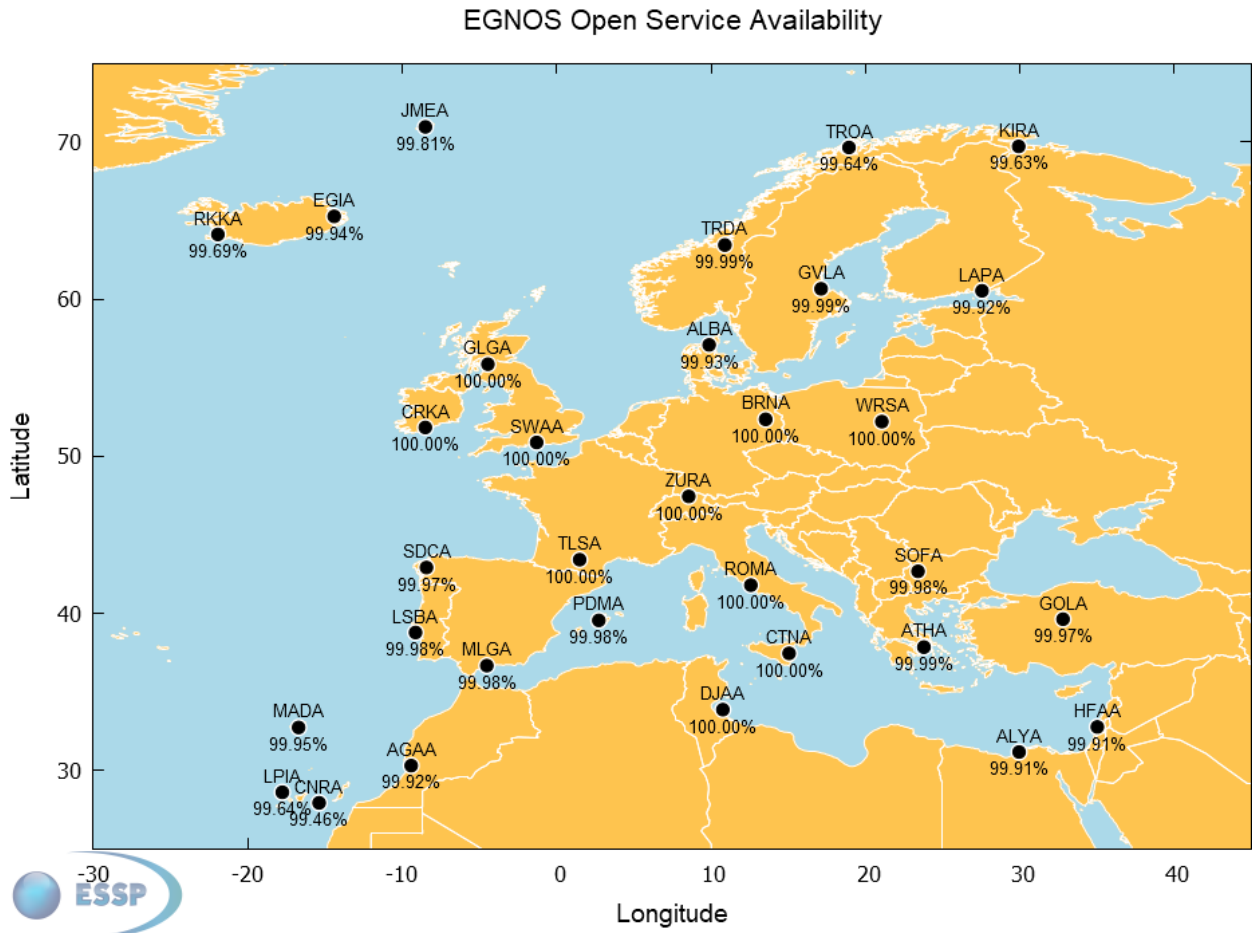 EGNOS Open Service Availability
JMEA
99.81%
TROA
99.64%
KIRA
99.63%
EGIA
99.94%
RKKA
99.69%
TRDA
99.99%
GVLA
99.99%
LAPA
99.92%
ALBA
99.93%
GLGA
100.00%
CRKA
100.00%
SWAA
100.00%
BRNA
100.00%
WRSA
100.00%
ZURA
100.00%
TLSA
100.00%
SDCA
99.97%
ROMA
100.00%
SOFA
99.98%
PDMA
99.98%
GOLA
99.97%
LSBA
99.98%
ATHA
99.99%
CTNA
100.00%
MLGA
99.98%
DJAA
100.00%
MADA
99.95%
HFAA
99.91%
ALYA
99.91%
AGAA
99.92%
LPIA
99.64%
CNRA
99.46%
70
60
50
40
30
Latitude
-30
-20
-10
0
10
20
30
40
Longitude
ESSP